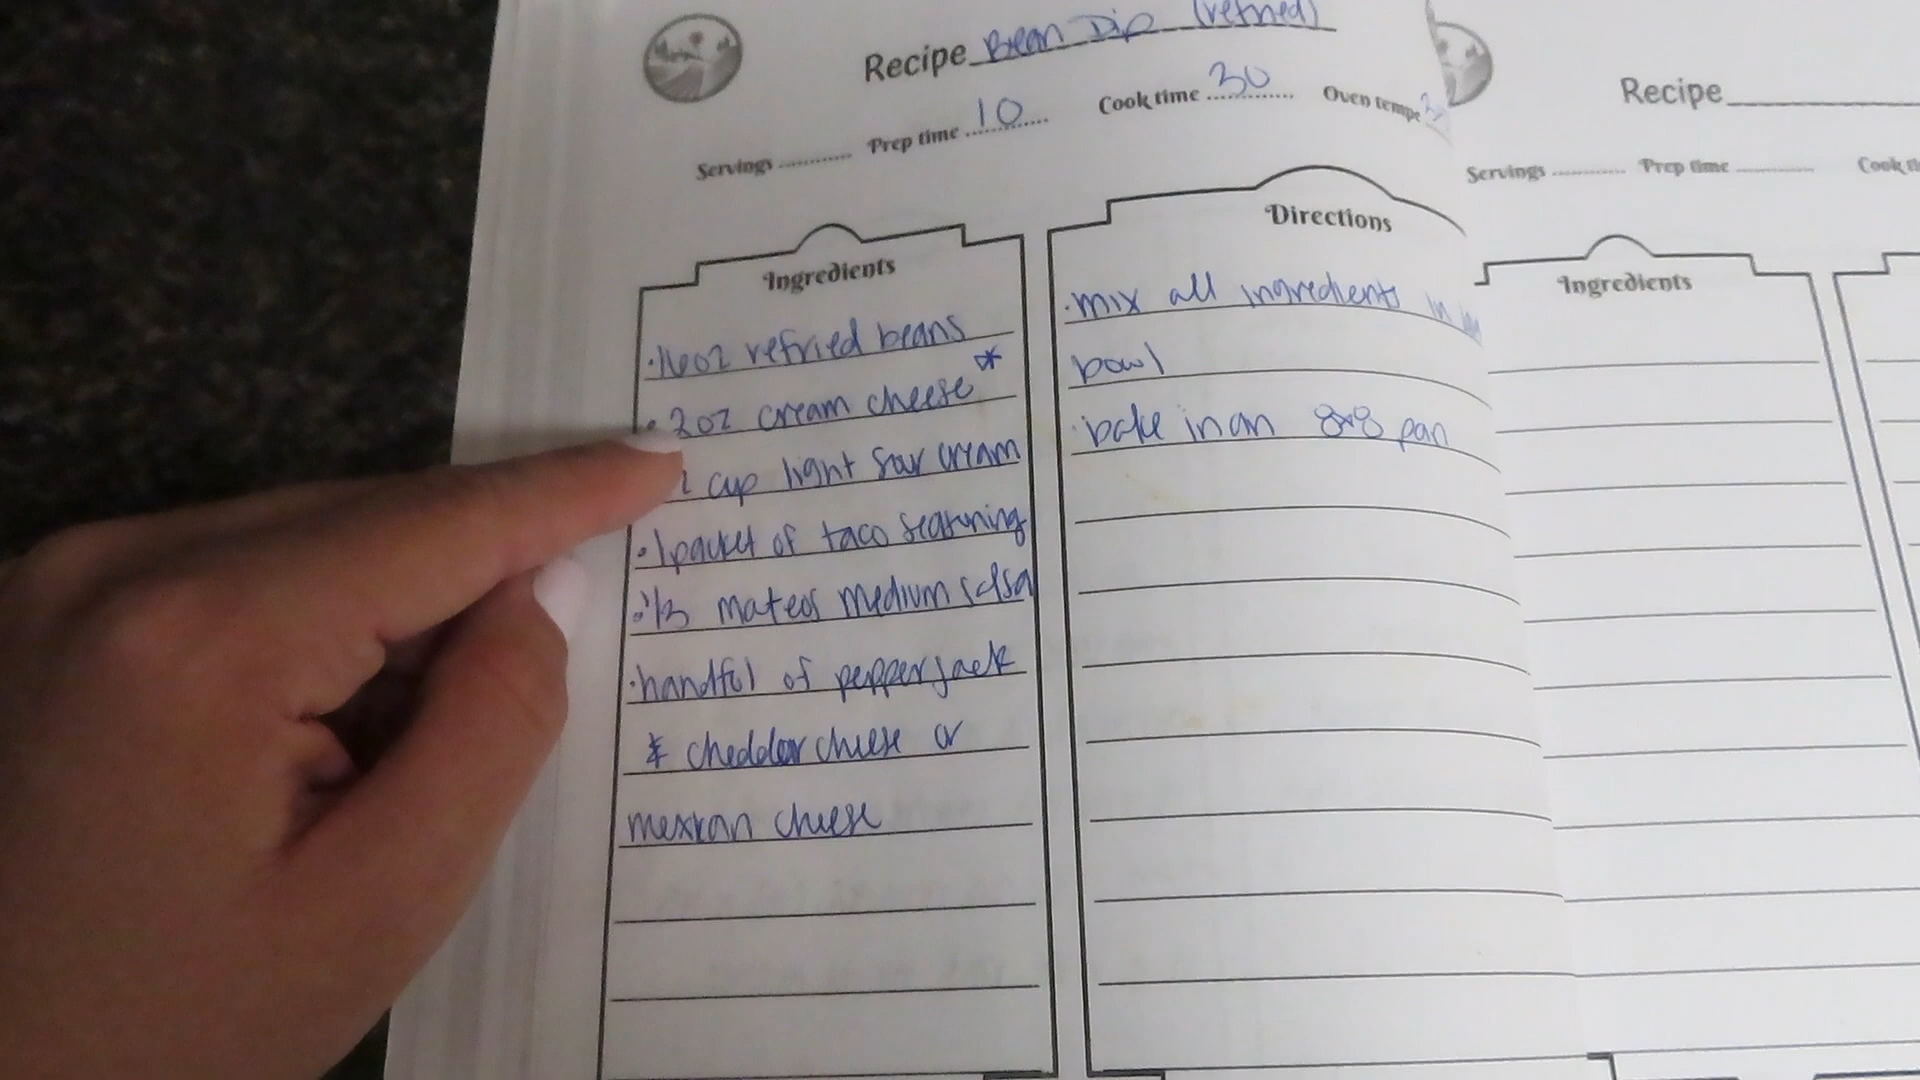 Recipe Bean Dip (refried)
Servings Prep time 10 Cook time 30 Oven tempe
Ingredients
·16oz refried beans
· 3oz cream cheese *
cup light sour cream
·1 packet of taco seasoning
·1/3 mateos medium salsa
·handful of pepperjack
& cheddar cheese or
mexican cheese
Directions
·mix all ingredients in
bowl
·bake in an 8x8 pan
Recipe
Servings Prep time
Ingredients